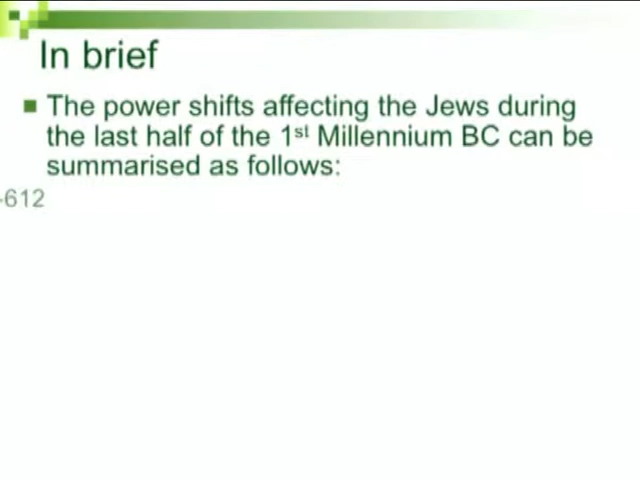 In brief
The power shifts affecting the Jews during
the last half of the 1st Millennium BC can be
summarised as follows:
-612